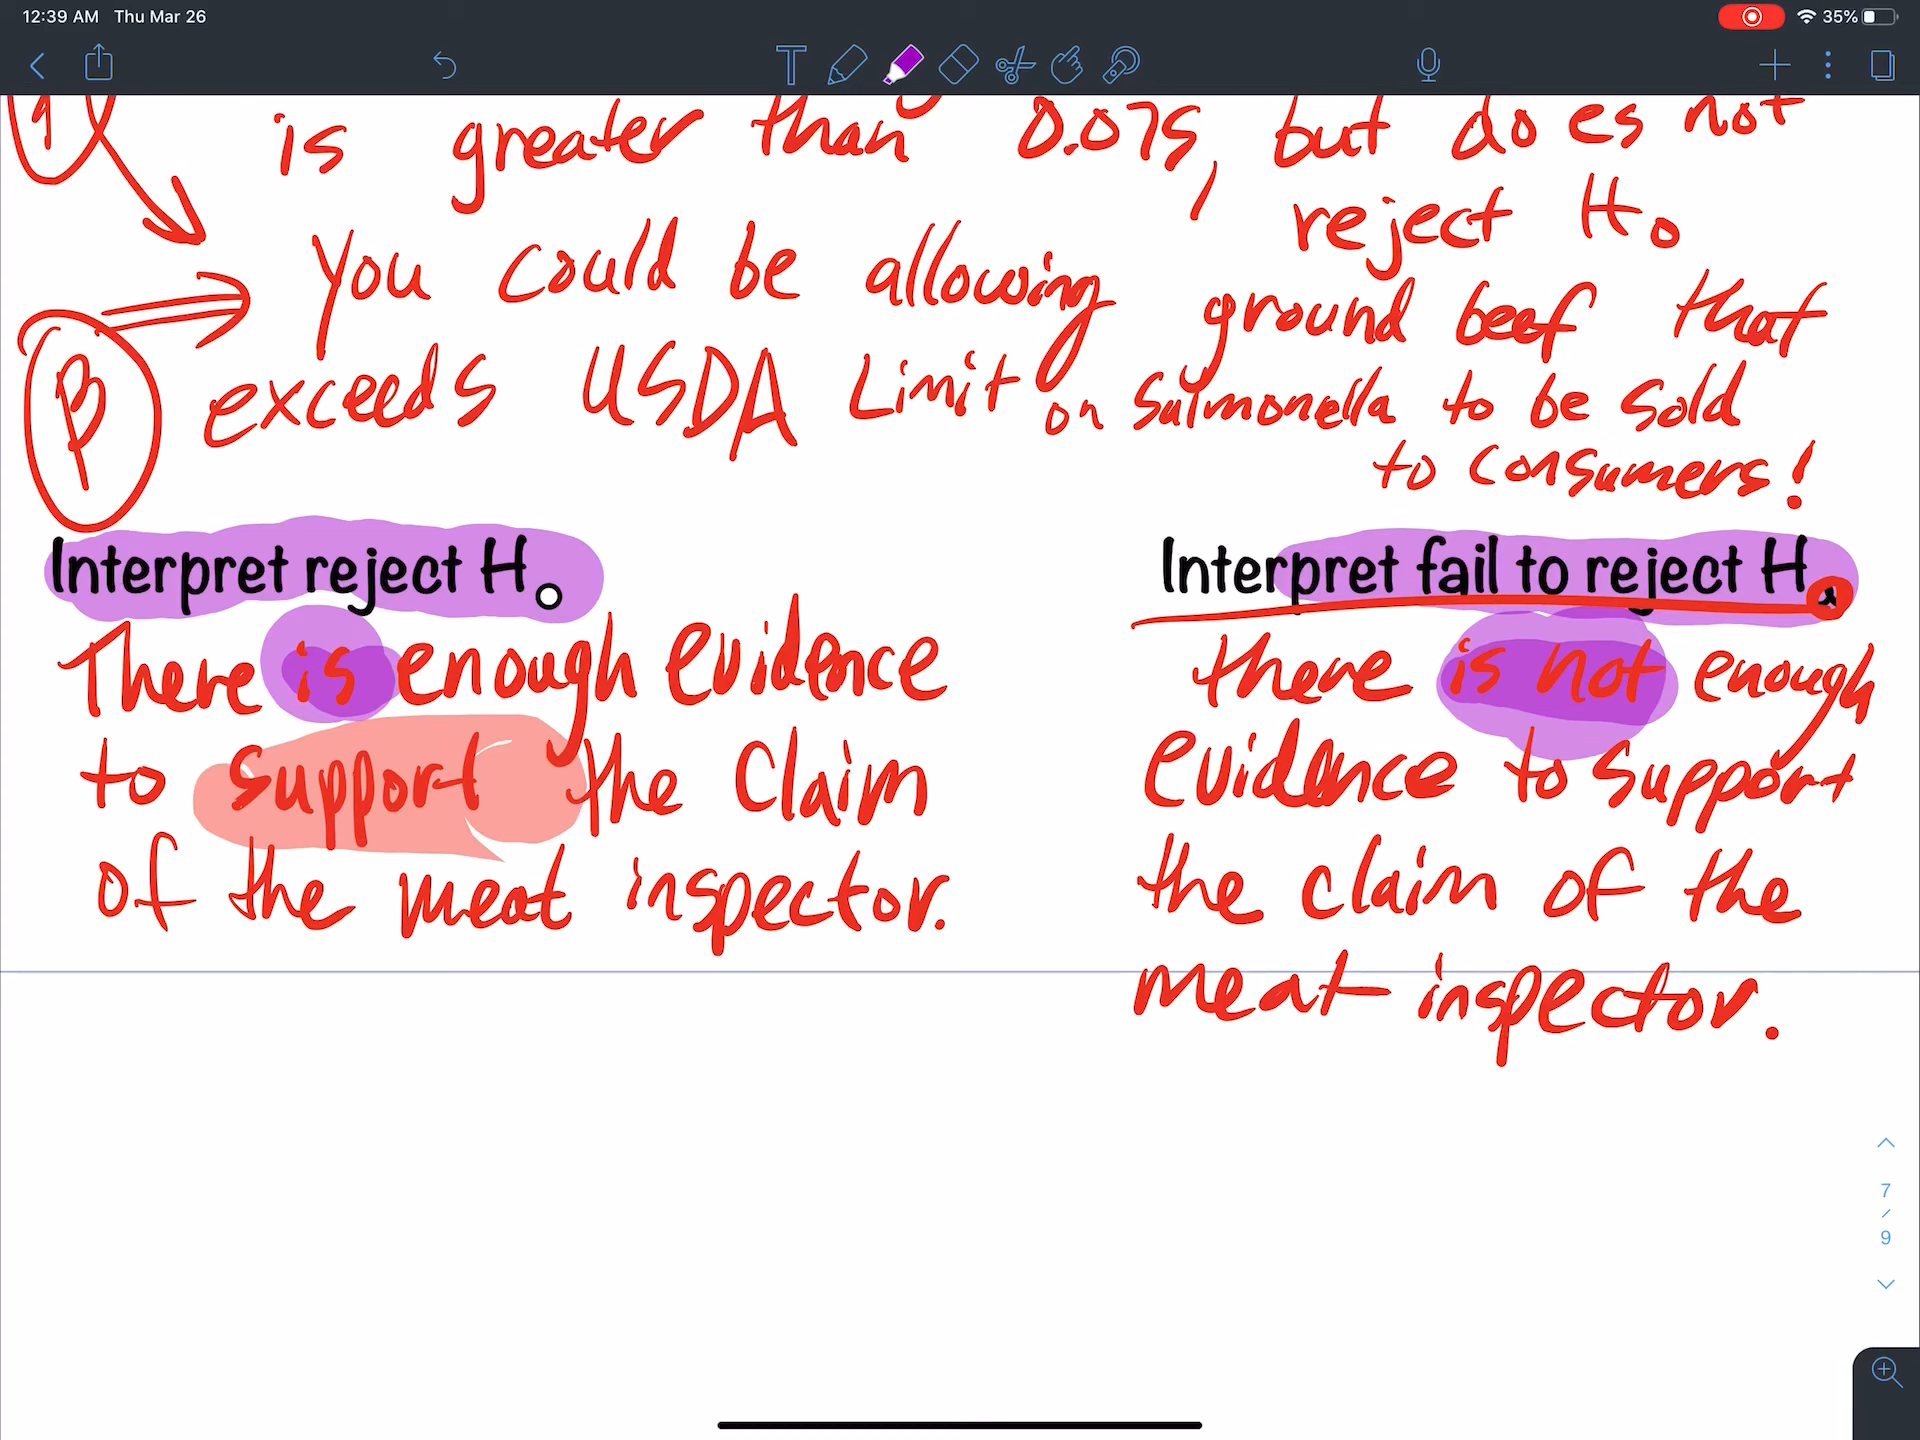 12:39 AM Thu Mar 26
35%
is greater than 0.075, but does not
reject Ho
You could be allowing ground beef that
β exceeds USDA Limit on Salmonella to be sold
to consumers!
Interpret reject H₀
There is enough evidence
to support the claim
of the meat inspector.
Interpret fail to reject H₀
there is not enough
evidence to support
the claim of the
meat inspector.
7
/
9